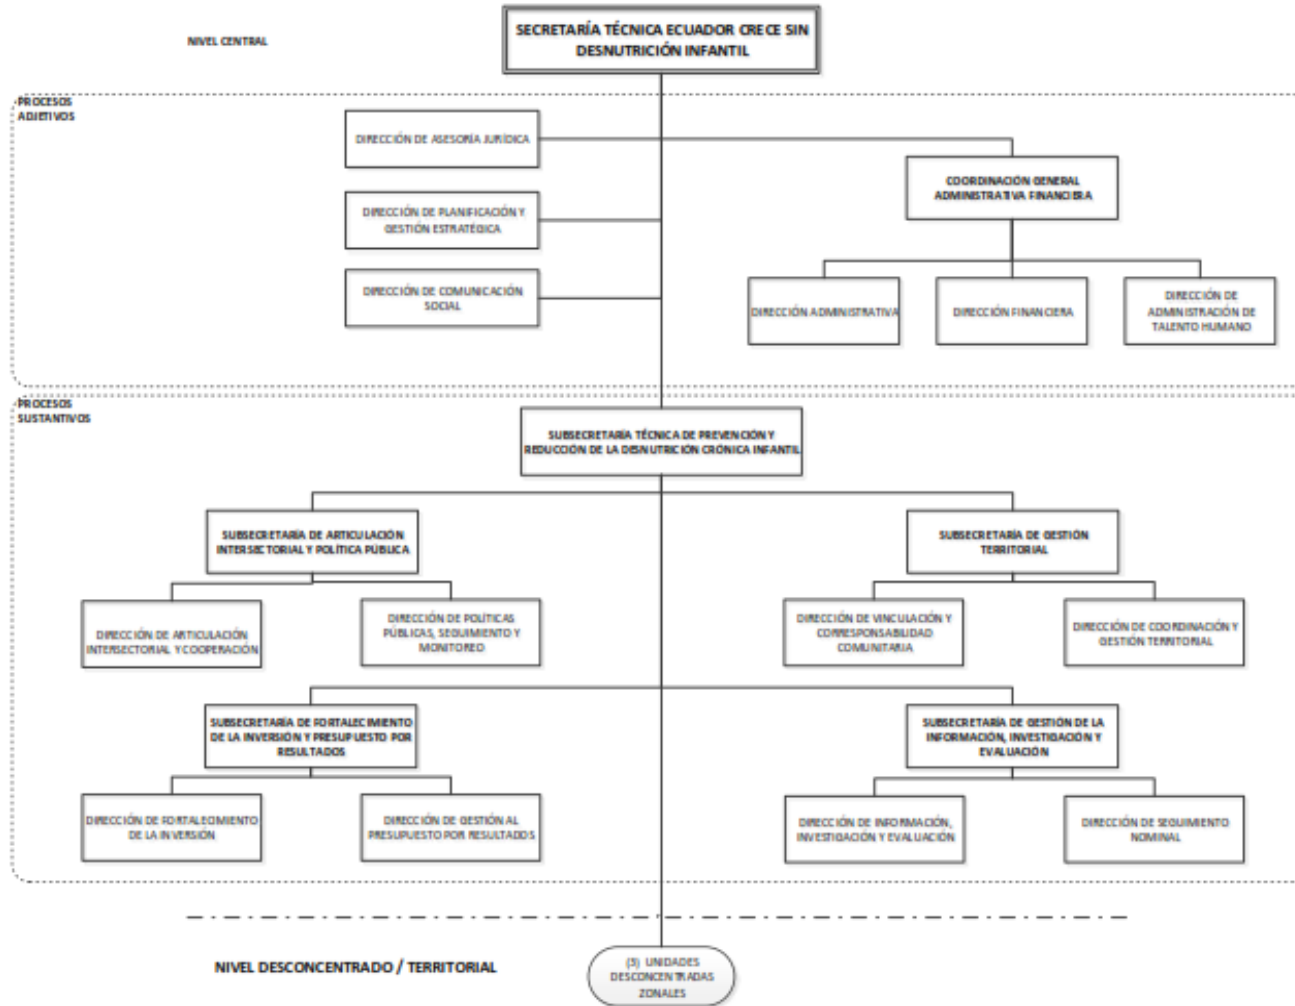 SECRETARÍA TÉCNICA ECUADOR CRECE SIN
DESNUTRICIÓN INFANTIL
NIVEL CENTRAL
PROCESOS
ADJETIVOS
DIRECCIÓN DE ASESORÍA JURÍDICA
COORDINACIÓN GENERAL
ADMINISTRATIVA FINANCIERA
DIRECCIÓN DE PLANIFICACIÓN Y
GESTIÓN ESTRATÉGICA
DIRECCIÓN DE COMUNICACIÓN
SOCIAL
DIRECCIÓN ADMINISTRATIVA
DIRECCIÓN FINANCIERA
DIRECCIÓN DE
ADMINISTRACIÓN DE
TALENTO HUMANO
PROCESOS
SUSTANTIVOS
SUBSECRETARÍA TÉCNICA DE PREVENCIÓN Y
REDUCCIÓN DE LA DESNUTRICIÓN CRÓNICA INFANTIL
SUBSECRETARÍA DE ARTICULACIÓN
INTERSECTORIAL Y POLÍTICA PÚBLICA
SUBSECRETARÍA DE GESTIÓN
TERRITORIAL
DIRECCIÓN DE ARTICULACIÓN
INTERSECTORIAL Y COOPERACIÓN
DIRECCIÓN DE POLÍTICAS
PÚBLICAS, SEGUIMIENTO Y
MONITOREO
DIRECCIÓN DE VINCULACIÓN Y
CORRESPONSABILIDAD
COMUNITARIA
DIRECCIÓN DE COORDINACIÓN Y
GESTIÓN TERRITORIAL
SUBSECRETARÍA DE FORTALECIMIENTO
DE LA INVERSIÓN Y PRESUPUESTO POR
RESULTADOS
SUBSECRETARÍA DE GESTIÓN DE LA
INFORMACIÓN, INVESTIGACIÓN Y
EVALUACIÓN
DIRECCIÓN DE FORTALECIMIENTO
DE LA INVERSIÓN
DIRECCIÓN DE GESTIÓN AL
PRESUPUESTO POR RESULTADOS
DIRECCIÓN DE INFORMACIÓN,
INVESTIGACIÓN Y EVALUACIÓN
DIRECCIÓN DE SEGUIMIENTO
NOMINAL
NIVEL DESCONCENTRADO / TERRITORIAL
(3) UNIDADES
DESCONCENTRADAS
ZONALES